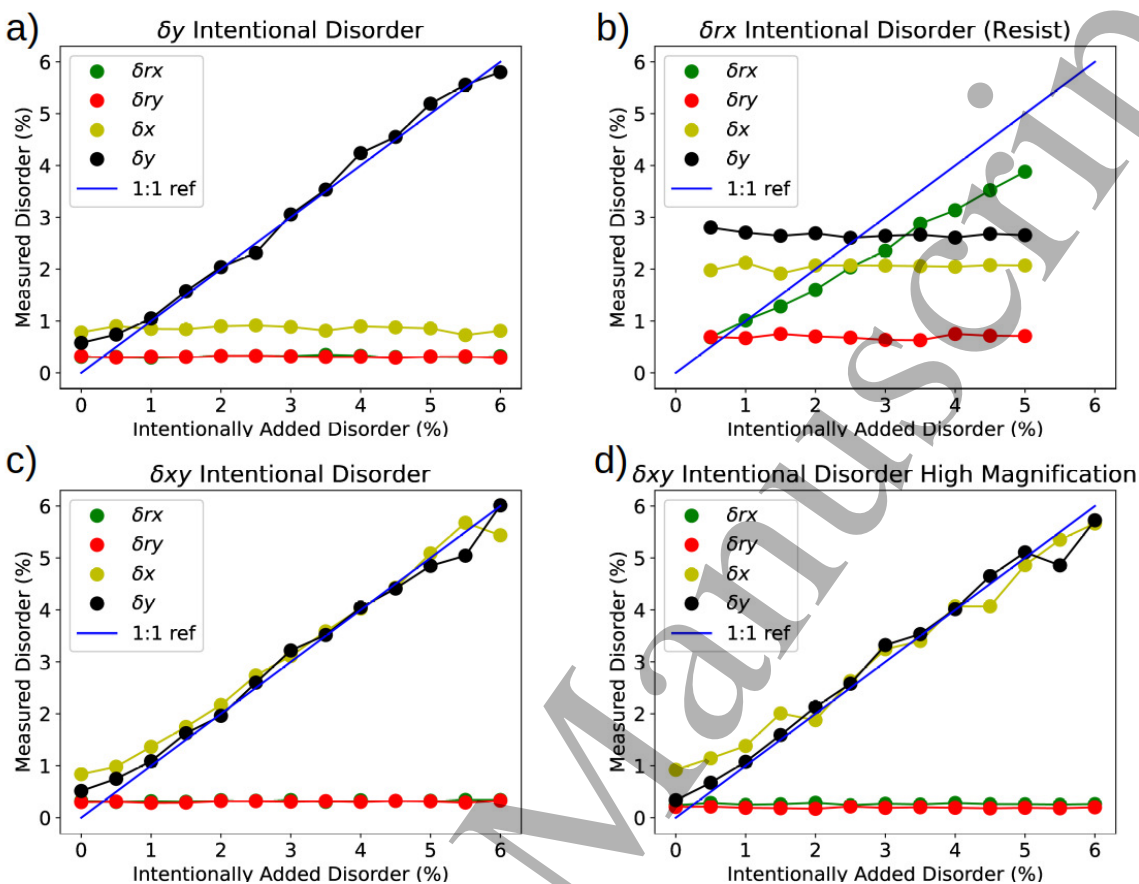 a)
δy Intentional Disorder
Measured Disorder (%)
6
5
4
3
2
1
0
δrx
δry
δx
δy
1:1 ref
0 1 2 3 4 5 6
Intentionally Added Disorder (%)
b)
δrx Intentional Disorder (Resist)
Measured Disorder (%)
6
5
4
3
2
1
0
δrx
δry
δx
δy
1:1 ref
0 1 2 3 4 5 6
Intentionally Added Disorder (%)
c)
δxy Intentional Disorder
Measured Disorder (%)
6
5
4
3
2
1
0
δrx
δry
δx
δy
1:1 ref
0 1 2 3 4 5 6
Intentionally Added Disorder (%)
d)
δxy Intentional Disorder High Magnification
Measured Disorder (%)
6
5
4
3
2
1
0
δrx
δry
δx
δy
1:1 ref
0 1 2 3 4 5 6
Intentionally Added Disorder (%)
Manuscrip